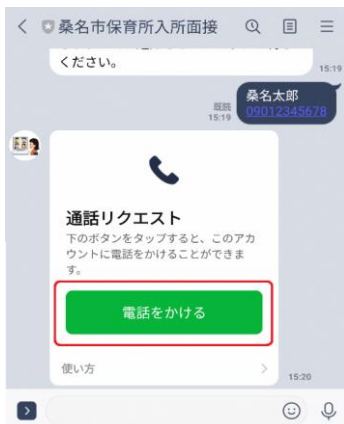 桑名市保育所入所面接
ください。
15:19
桑名太郎
09012345678
既読
15:19
通話リクエスト
下のボタンをタップすると、このアカ
ウントに電話をかけることができま
す。
電話をかける
使い方
15:20